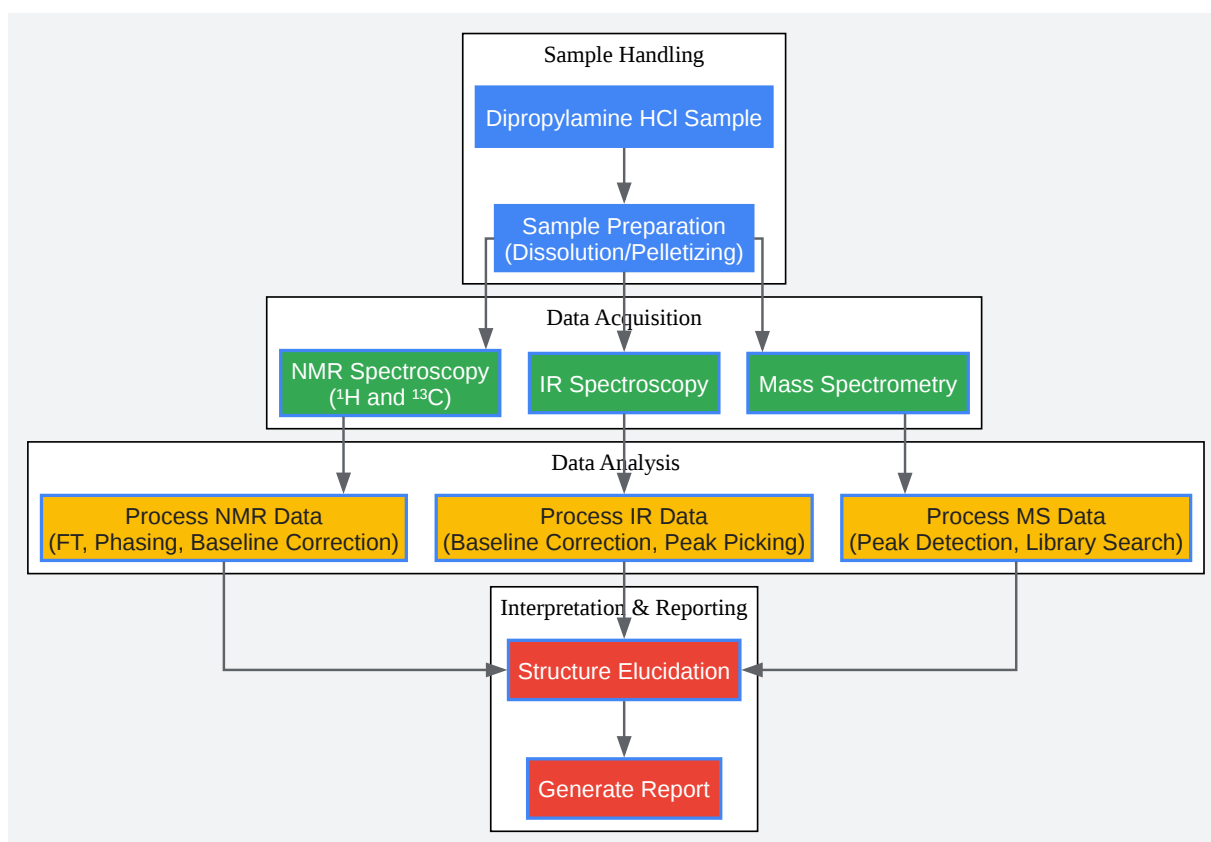 Sample Handling
Dipropylamine HCl Sample
Sample Preparation
(Dissolution/Pelletizing)
Data Acquisition
NMR Spectroscopy
(¹H and ¹³C)
IR Spectroscopy
Mass Spectrometry
Data Analysis
Process NMR Data
(FT, Phasing, Baseline Correction)
Process IR Data
(Baseline Correction, Peak Picking)
Process MS Data
(Peak Detection, Library Search)
Interpretation & Reporting
Structure Elucidation
Generate Report